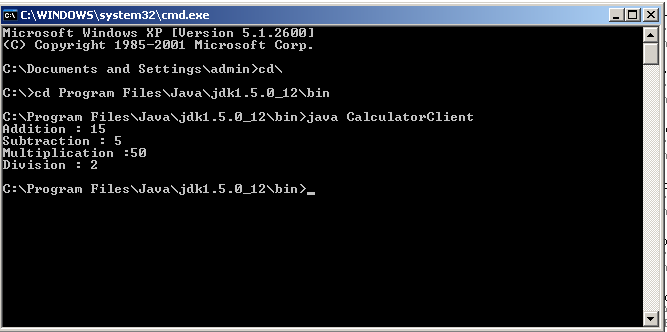 C:\WINDOWS\system32\cmd.exe
Microsoft Windows XP [Version 5.1.2600]
(C) Copyright 1985-2001 Microsoft Corp.
C:\Documents and Settings\admin>cd\
C:\>cd Program Files\Java\jdk1.5.0_12\bin
C:\Program Files\Java\jdk1.5.0_12\bin>java CalculatorClient
Addition : 15
Subtraction : 5
Multiplication :50
Division : 2
C:\Program Files\Java\jdk1.5.0_12\bin>_